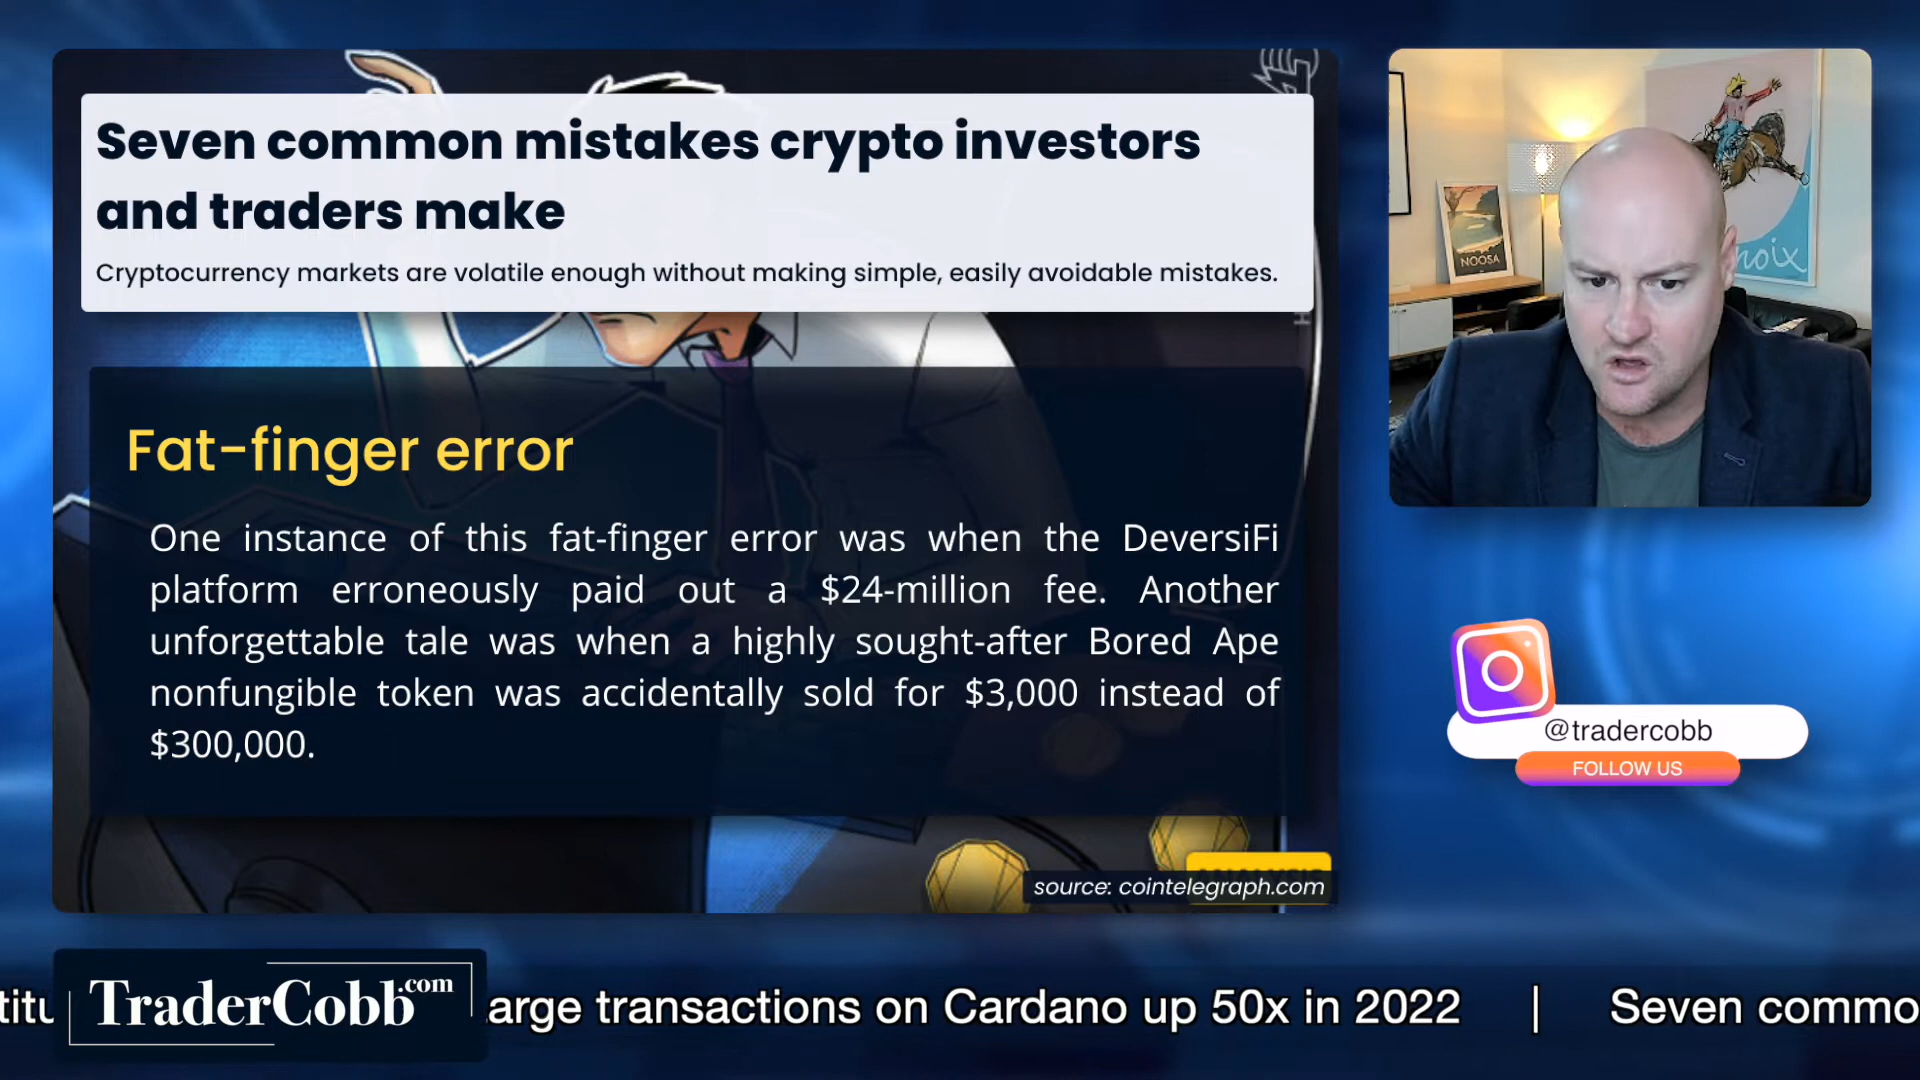 Seven common mistakes crypto investors
and traders make
Cryptocurrency markets are volatile enough without making simple, easily avoidable mistakes.
Fat-finger error
One instance of this fat-finger error was when the DeversiFi
platform erroneously paid out a $24-million fee. Another
unforgettable tale was when a highly sought-after Bored Ape
nonfungible token was accidentally sold for $3,000 instead of
$300,000.
source: cointelegraph.com
NOOSA
@tradercobb
FOLLOW US
TraderCobb.com
transactions on Cardano up 50x in 2022 | Seven